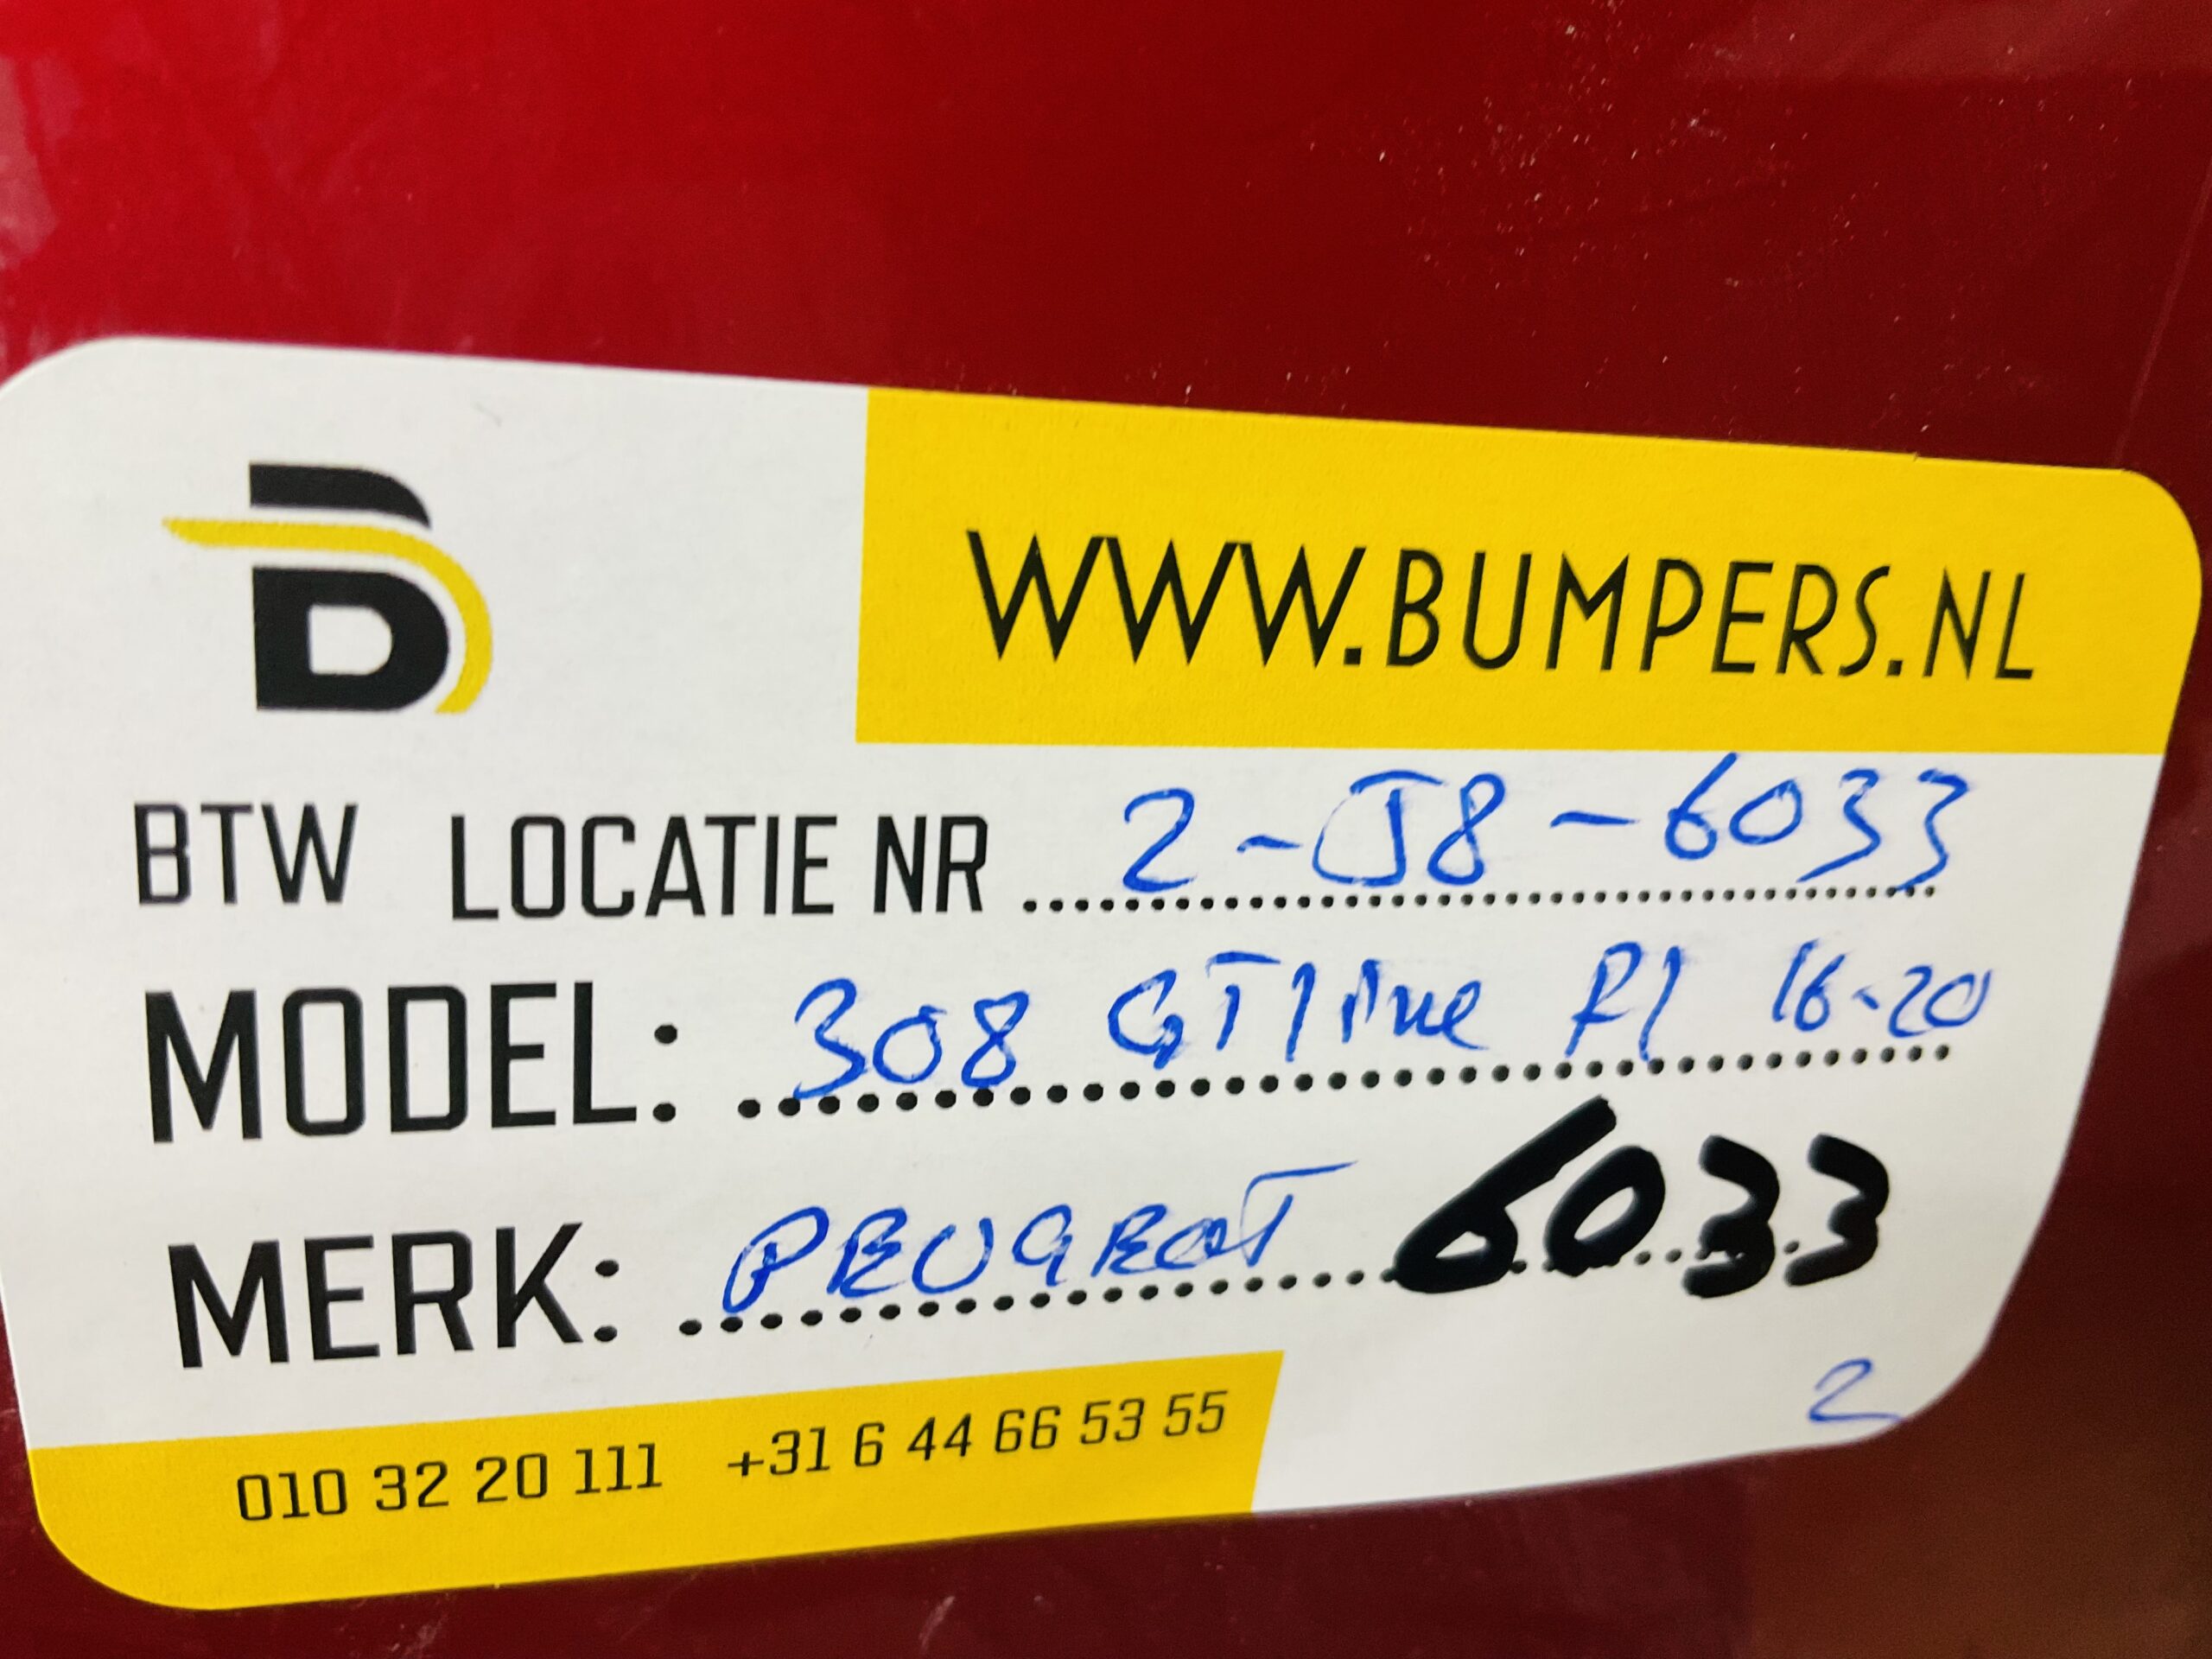 B
WWW.BUMPERS.NL
BTW LOCATIE NR 2-J8-6033
MODEL: 308 GTline Fl 16-20
MERK: PEUGEOT 6033
2
010 32 20 111 +31 6 44 66 53 55